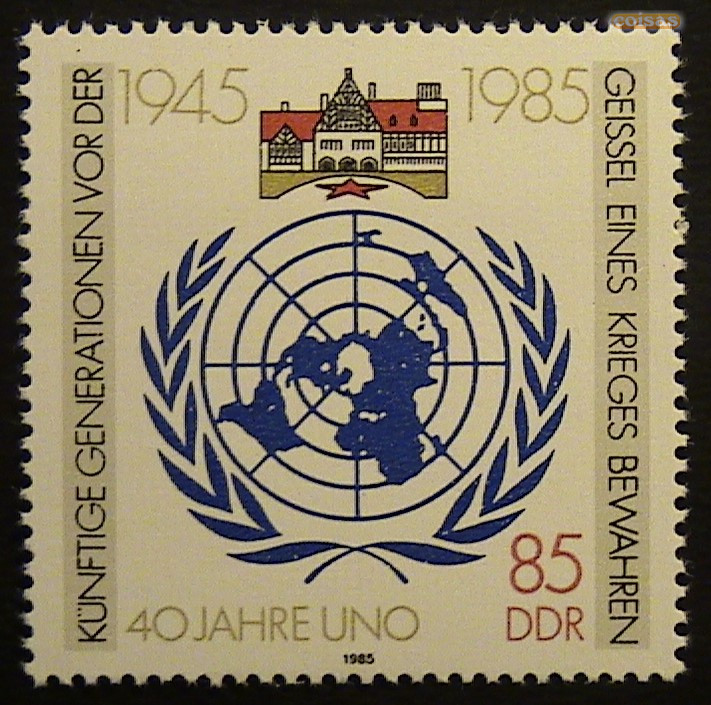 coisas
1945
1985
KÜNFTIGE GENERATIONEN VOR DER
GEISSEL EINES KRIEGES BEWAHREN
85
DDR
40 JAHRE UNO
1985